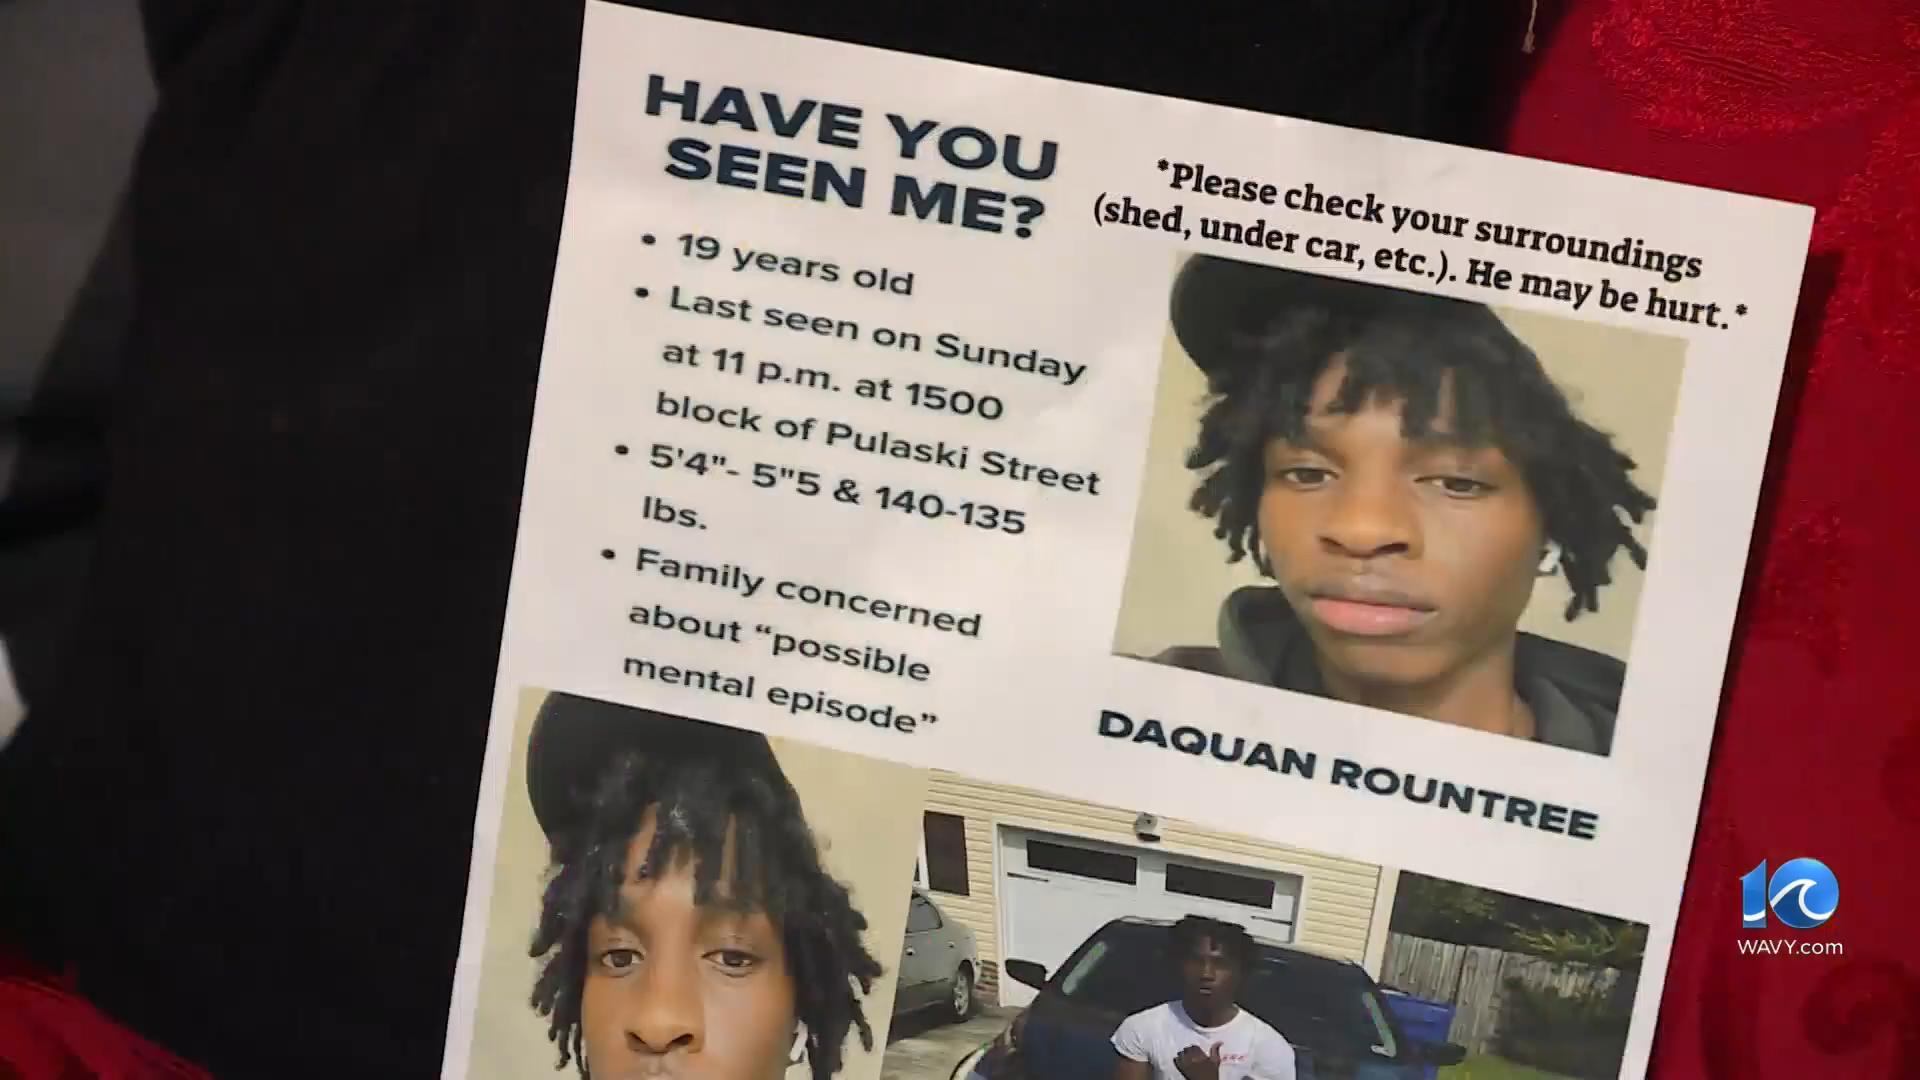 HAVE YOU
SEEN ME?
• 19 years old
• Last seen on Sunday
at 11 p.m. at 1500
block of Pulaski Street
• 5'4"- 5"5 & 140-135
lbs.
• Family concerned
about “possible
mental episode”
*Please check your surroundings
(shed, under car, etc.). He may be hurt.*
DAQUAN ROUNTREE
10
WAVY.com